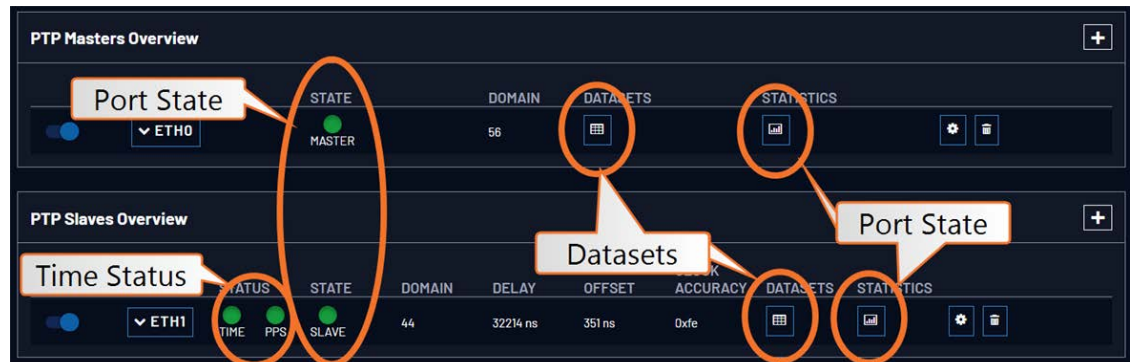 PTP Masters Overview
+
Port State
STATE DOMAIN DATASETS STATISTICS
ETH0 MASTER 56
PTP Slaves Overview
+
Port State
Datasets
Time Status
STATUS STATE DOMAIN DELAY OFFSET CLOCK ACCURACY DATASETS STATISTICS
ETH1 TIME PPS SLAVE 44 32214 ns 351 ns 0xfe